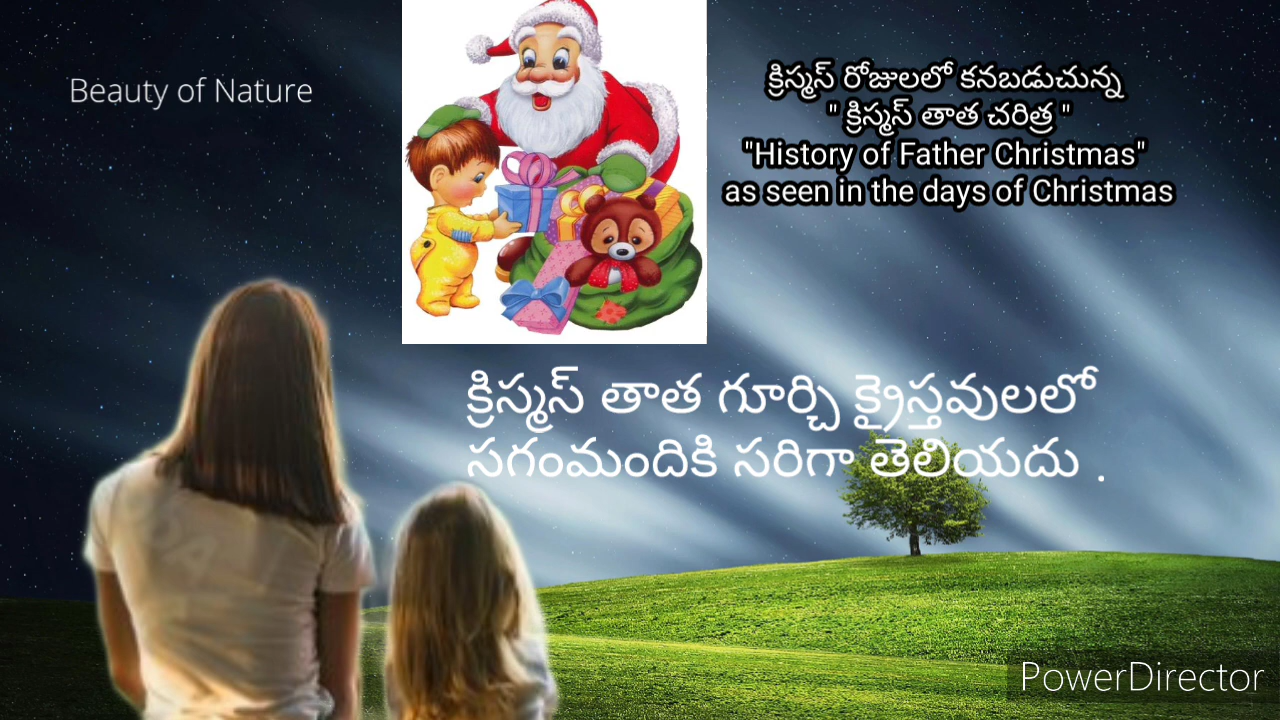 Beauty of Nature
క్రిస్మస్ రోజులలో కనబడుచున్న
" క్రిస్మస్ తాత చరిత్ర "
"History of Father Christmas"
as seen in the days of Christmas
క్రిస్మస్ తాత గూర్చి క్రైస్తవులలో
సగంమందికి సరిగా తెలియదు .
PowerDirector